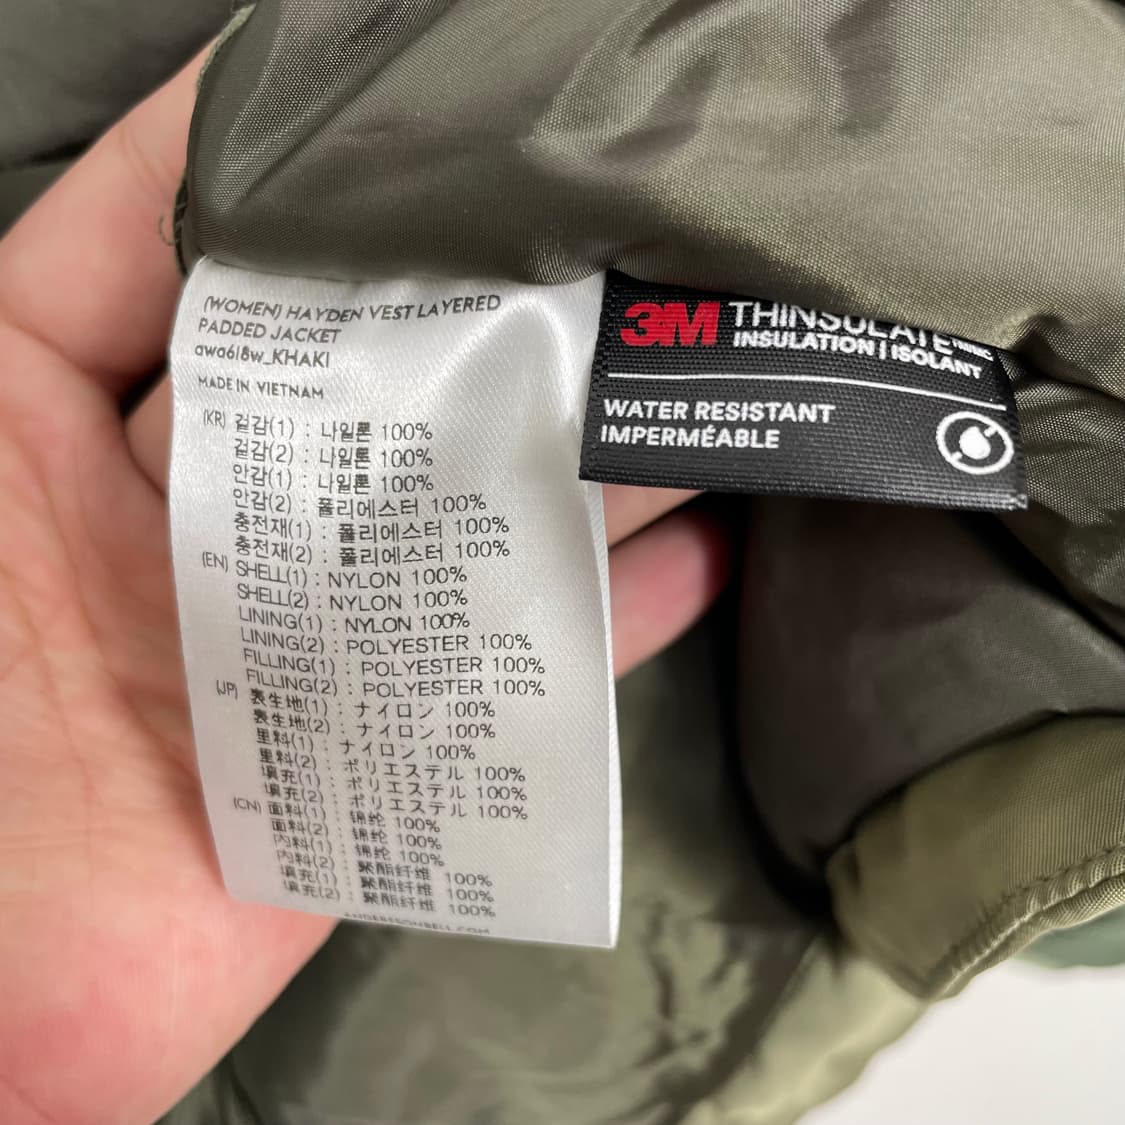 (WOMEN) HAYDEN VEST LAYERED
PADDED JACKET
awa618w_KHAKI
MADE IN VIETNAM
(KR) 겉감(1) : 나일론 100%
겉감(2) : 나일론 100%
안감(1) : 나일론 100%
안감(2) : 폴리에스터 100%
충전재(1) : 폴리에스터 100%
충전재(2) : 폴리에스터 100%
(EN) SHELL(1) : NYLON 100%
SHELL(2) : NYLON 100%
LINING(1) : NYLON 100%
LINING(2) : POLYESTER 100%
FILLING(1) : POLYESTER 100%
FILLING(2) : POLYESTER 100%
(JP) 表生地(1) : ナイロン 100%
表生地(2) : ナイロン 100%
里料(1) : ナイロン 100%
里料(2) : ポリエステル 100%
填充(1) : ポリエステル 100%
填充(2) : ポリエステル 100%
(CN) 面料(1) : 锦纶 100%
面料(2) : 锦纶 100%
内料(1) : 锦纶 100%
内料(2) : 聚酯纤维 100%
填充(1) : 聚酯纤维 100%
填充(2) : 聚酯纤维 100%
ANDERSSONBELL.COM
3M THINSULATE
INSULATION | ISOLANT
WATER RESISTANT
IMPERMÉABLE